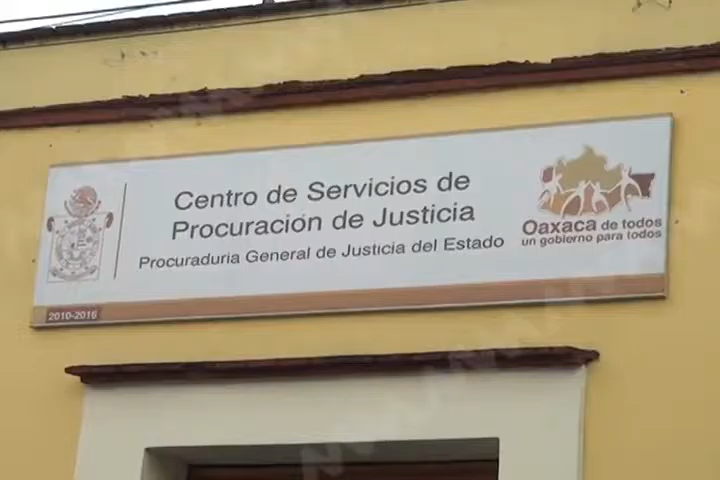 Centro de Servicios de
Procuración de Justicia
Procuraduria General de Justicia del Estado
Oaxaca de todos
un gobierno para todos
2010-2016